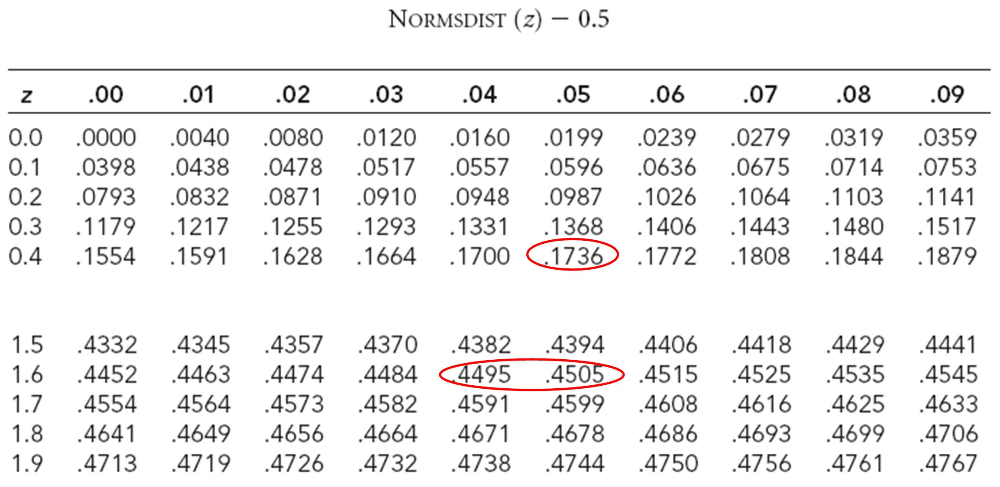 NORMSDIST (z) − 0.5
z .00 .01 .02 .03 .04 .05 .06 .07 .08 .09
0.0 .0000 .0040 .0080 .0120 .0160 .0199 .0239 .0279 .0319 .0359
0.1 .0398 .0438 .0478 .0517 .0557 .0596 .0636 .0675 .0714 .0753
0.2 .0793 .0832 .0871 .0910 .0948 .0987 .1026 .1064 .1103 .1141
0.3 .1179 .1217 .1255 .1293 .1331 .1368 .1406 .1443 .1480 .1517
0.4 .1554 .1591 .1628 .1664 .1700 .1736 .1772 .1808 .1844 .1879
1.5 .4332 .4345 .4357 .4370 .4382 .4394 .4406 .4418 .4429 .4441
1.6 .4452 .4463 .4474 .4484 .4495 .4505 .4515 .4525 .4535 .4545
1.7 .4554 .4564 .4573 .4582 .4591 .4599 .4608 .4616 .4625 .4633
1.8 .4641 .4649 .4656 .4664 .4671 .4678 .4686 .4693 .4699 .4706
1.9 .4713 .4719 .4726 .4732 .4738 .4744 .4750 .4756 .4761 .4767